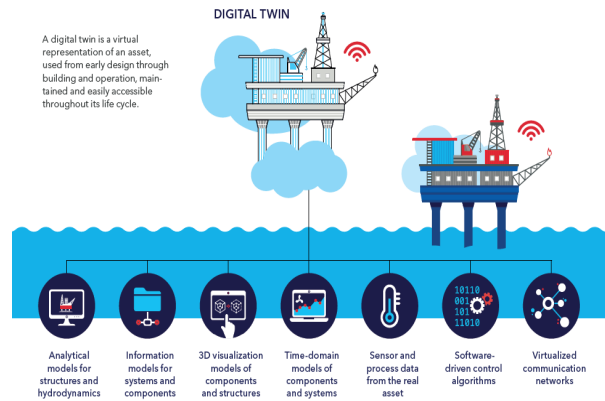 DIGITAL TWIN
A digital twin is a virtual
representation of an asset,
used from early design through
building and operation, main-
tained and easily accessible
throughout its life cycle.
10110
001
101
11010
Analytical
models for
structures and
hydrodynamics
Information
models for
systems and
components
3D visualization
models of
components
and structures
Time-domain
models of
components
and systems
Sensor and
process data
from the real
asset
Software-
driven control
algorithms
Virtualized
communication
networks